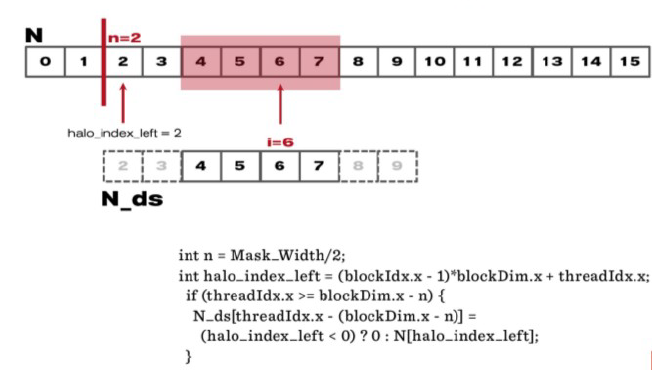 N
n=2
0 1 2 3 4 5 6 7 8 9 10 11 12 13 14 15
halo_index_left = 2
i=6
2 3 4 5 6 7 8 9
N_ds
int n = Mask_Width/2;
int halo_index_left = (blockIdx.x - 1)*blockDim.x + threadIdx.x;
if (threadIdx.x >= blockDim.x - n) {
N_ds[threadIdx.x - (blockDim.x - n)] =
(halo_index_left < 0) ? 0 : N[halo_index_left];
}